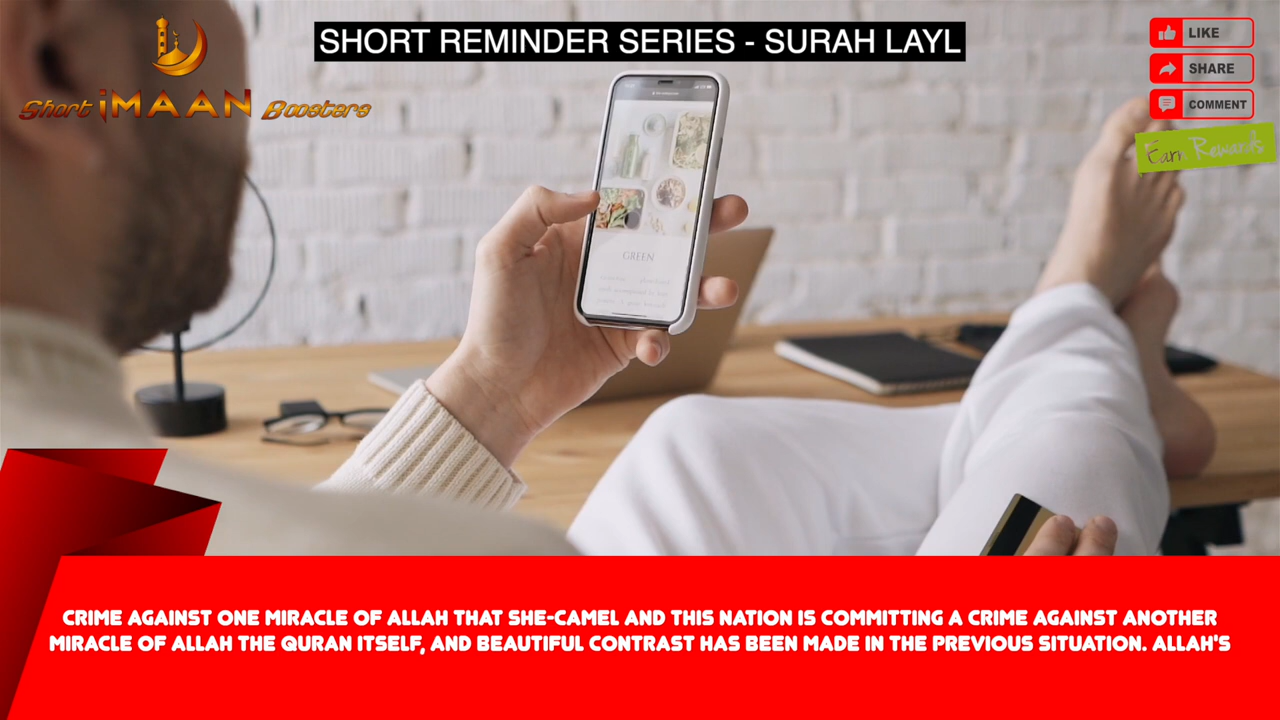 SHORT REMINDER SERIES - SURAH LAYL
Short iMAAN Boosters
LIKE
SHARE
COMMENT
Earn Rewards
GREEN
CRIME AGAINST ONE MIRACLE OF ALLAH THAT SHE-CAMEL AND THIS NATION IS COMMITTING A CRIME AGAINST ANOTHER
MIRACLE OF ALLAH THE QURAN ITSELF, AND BEAUTIFUL CONTRAST HAS BEEN MADE IN THE PREVIOUS SITUATION. ALLAH'S